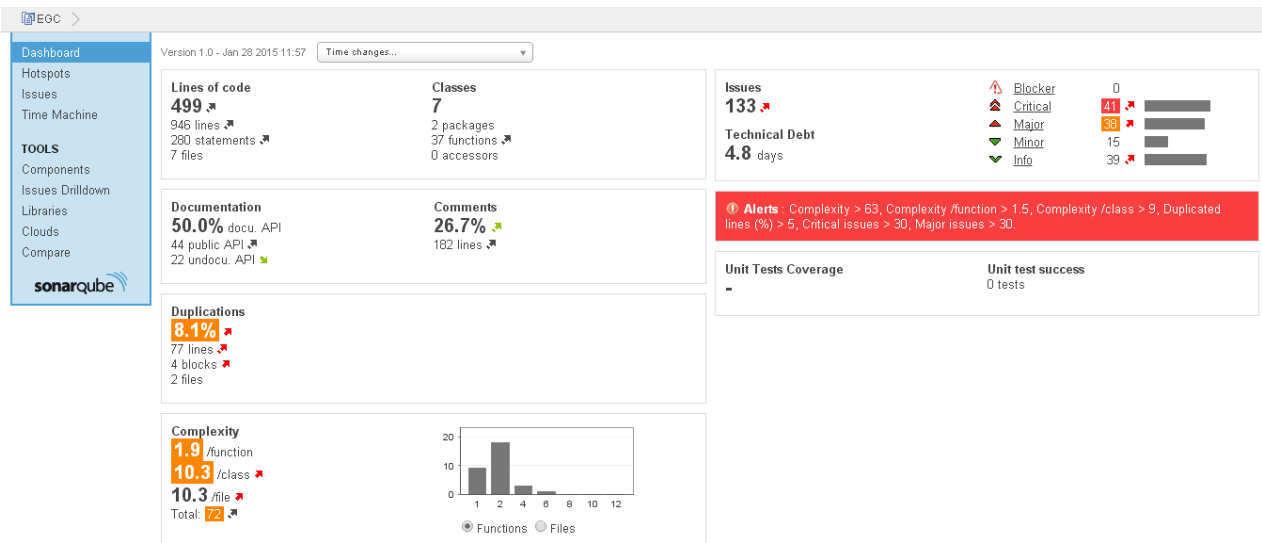 EGC
Dashboard
Hotspots
Issues
Time Machine
TOOLS
Components
Issues Drilldown
Libraries
Clouds
Compare
sonarqube
Version 1.0 - Jan 28 2015 11:57
Time changes...
Lines of code
499
946 lines
280 statements
7 files
Classes
7
2 packages
37 functions
0 accessors
Documentation
50.0% docu. API
44 public API
22 undocu. API
Comments
26.7%
182 lines
Duplications
8.1%
77 lines
4 blocks
2 files
Complexity
1.9 /function
10.3 /class
10.3 /file
Total: 72
20
10
0
1 2 4 6 8 10 12
Functions Files
Issues
133
Technical Debt
4.8 days
Blocker 0
Critical 41
Major 38
Minor 15
Info 39
Alerts : Complexity > 63, Complexity /function > 1.5, Complexity /class > 9, Duplicated
lines (%) > 5, Critical issues > 30, Major issues > 30.
Unit Tests Coverage
-
Unit test success
0 tests